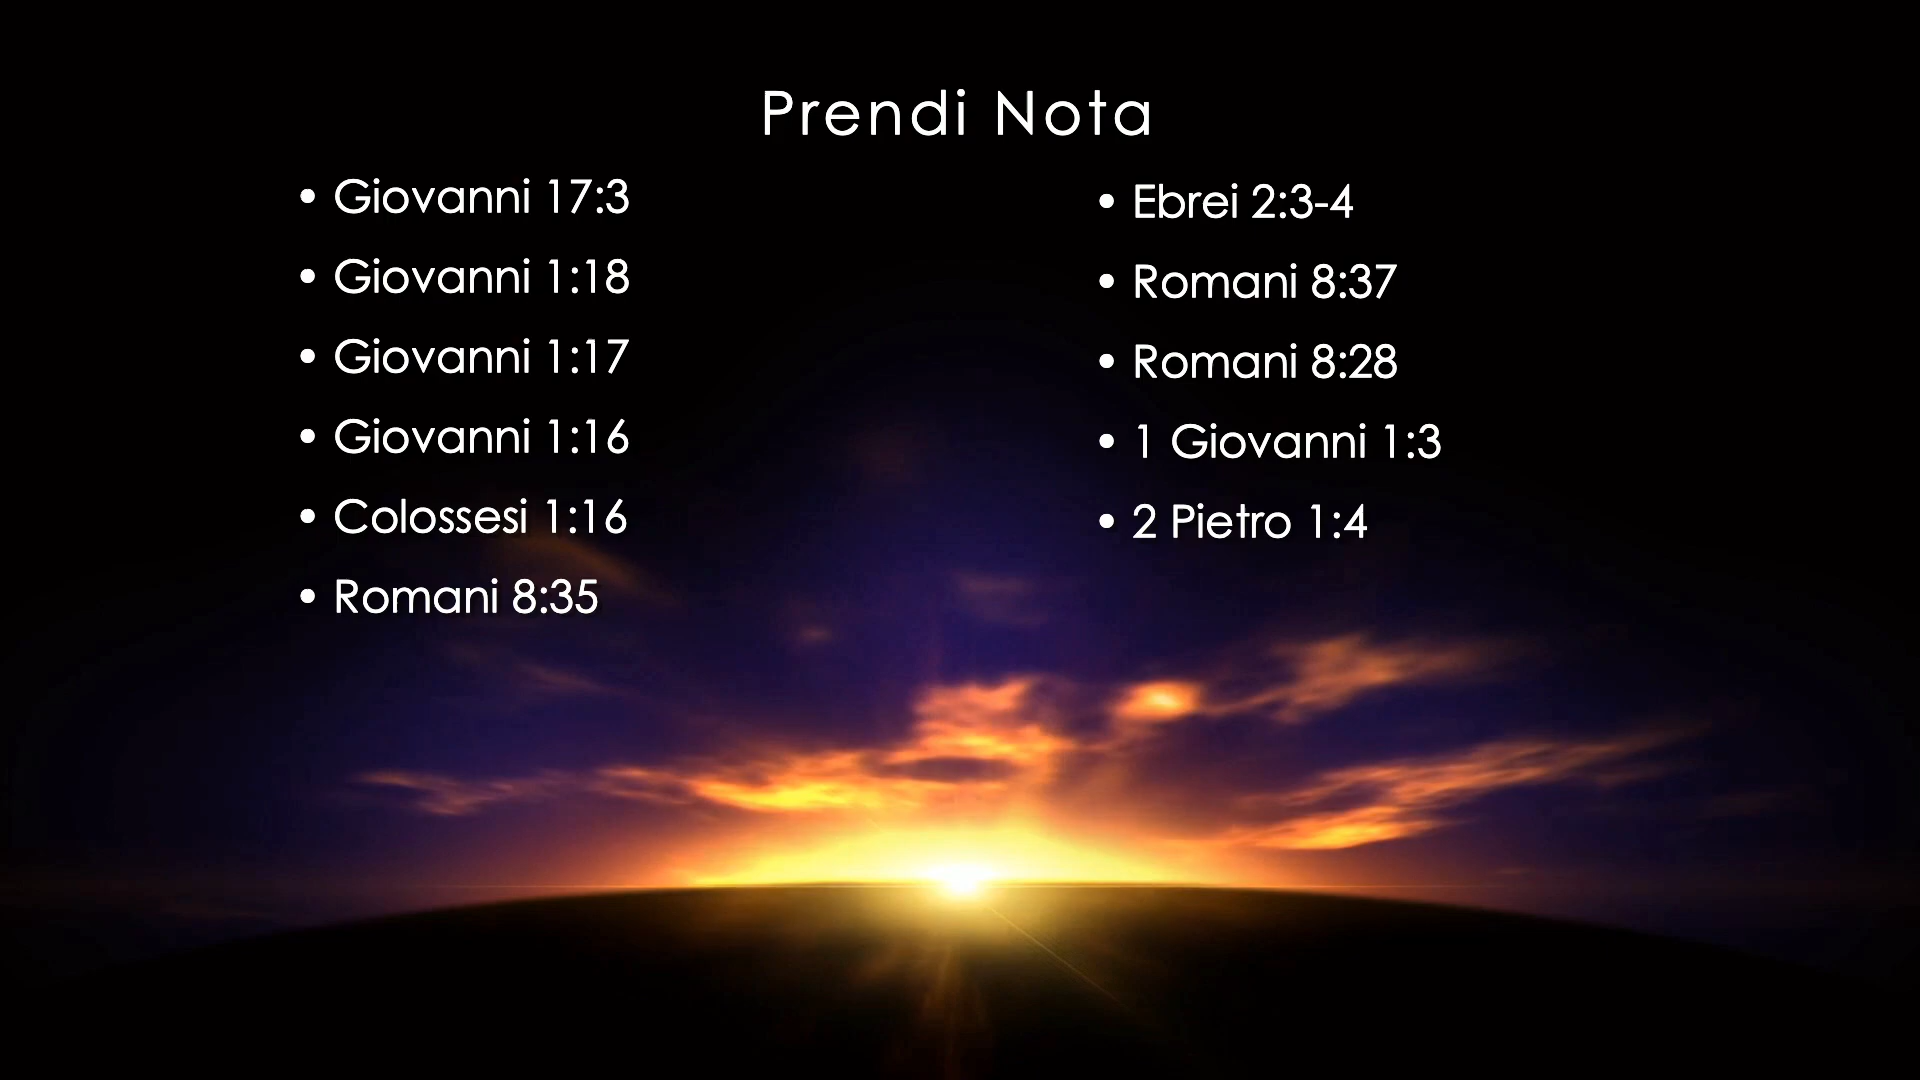 Prendi Nota
• Giovanni 17:3
• Giovanni 1:18
• Giovanni 1:17
• Giovanni 1:16
• Colossesi 1:16
• Romani 8:35
• Ebrei 2:3-4
• Romani 8:37
• Romani 8:28
• 1 Giovanni 1:3
• 2 Pietro 1:4